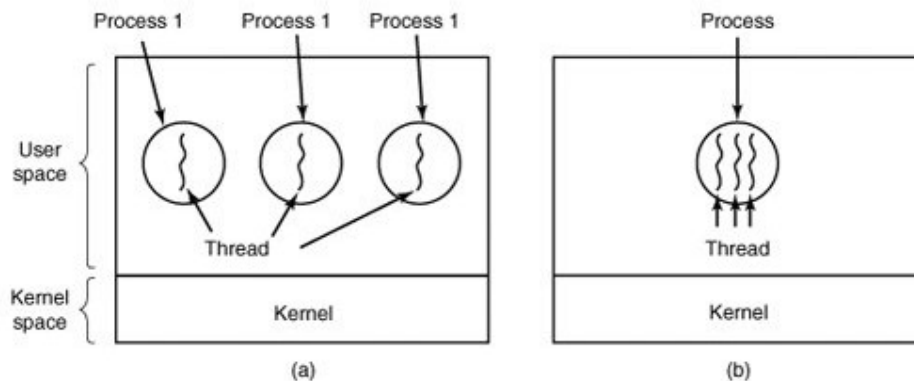 Process 1 Process 1 Process 1
Process
User
space
Thread
Thread
Kernel
space
Kernel
Kernel
(a)
(b)